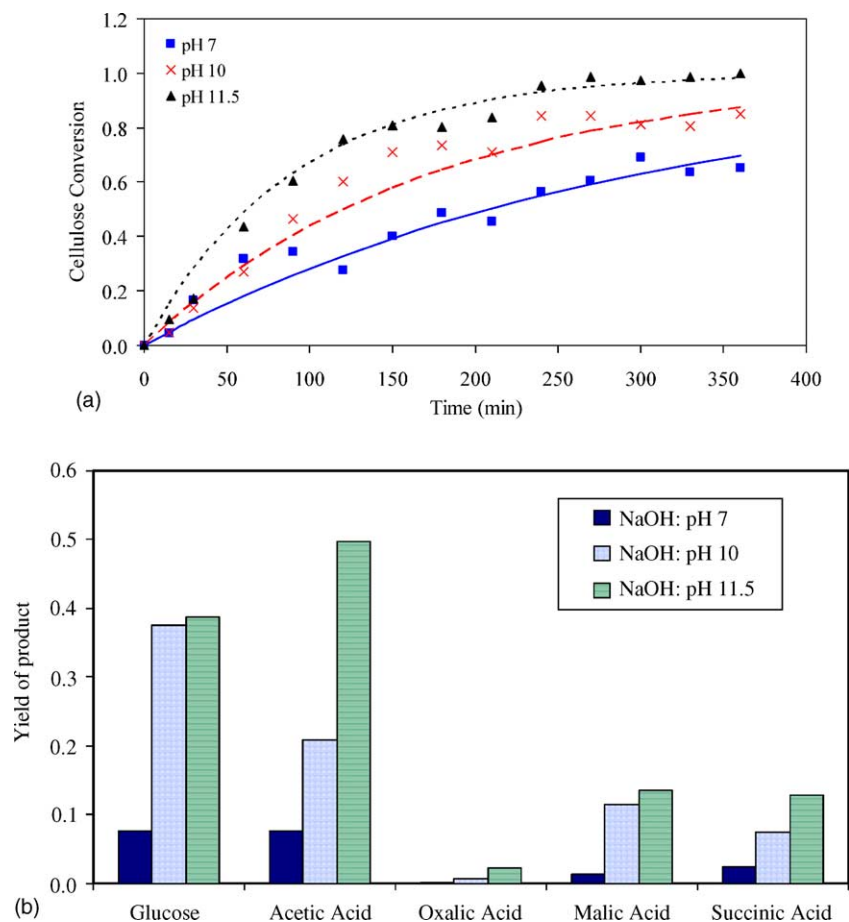 pH 7
pH 10
pH 11.5
1.2
1.0
0.8
0.6
0.4
0.2
0.0
Cellulose Conversion
0 50 100 150 200 250 300 350 400
Time (min)
(a)
0.6
0.5
0.4
0.3
0.2
0.1
0.0
Yield of product
NaOH: pH 7
NaOH: pH 10
NaOH: pH 11.5
Glucose Acetic Acid Oxalic Acid Malic Acid Succinic Acid
(b)